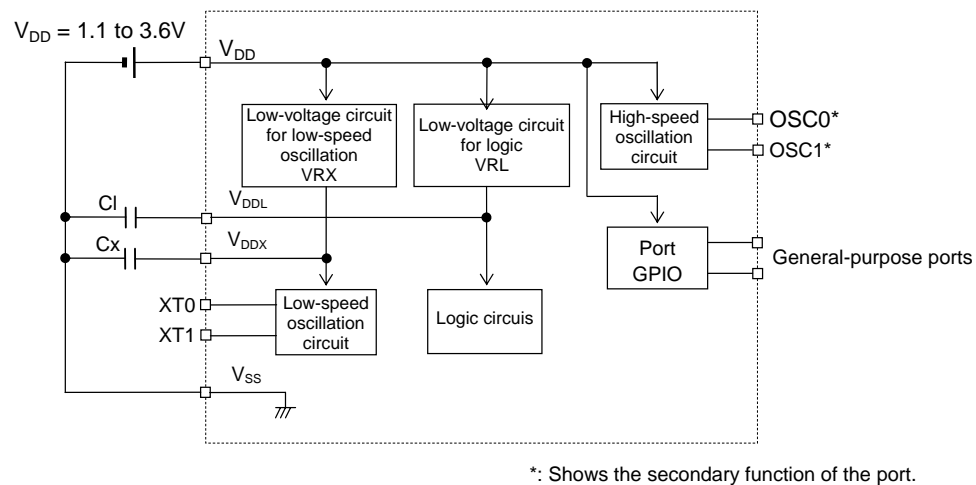 V_DD = 1.1 to 3.6V
V_DD
Low-voltage circuit
for low-speed
oscillation
VRX
Low-voltage circuit
for logic
VRL
High-speed
oscillation
circuit
OSC0*
OSC1*
Cl
V_DDL
Cx
V_DDX
Port
GPIO
General-purpose ports
XT0
XT1
Low-speed
oscillation
circuit
Logic circuis
V_SS
*: Shows the secondary function of the port.